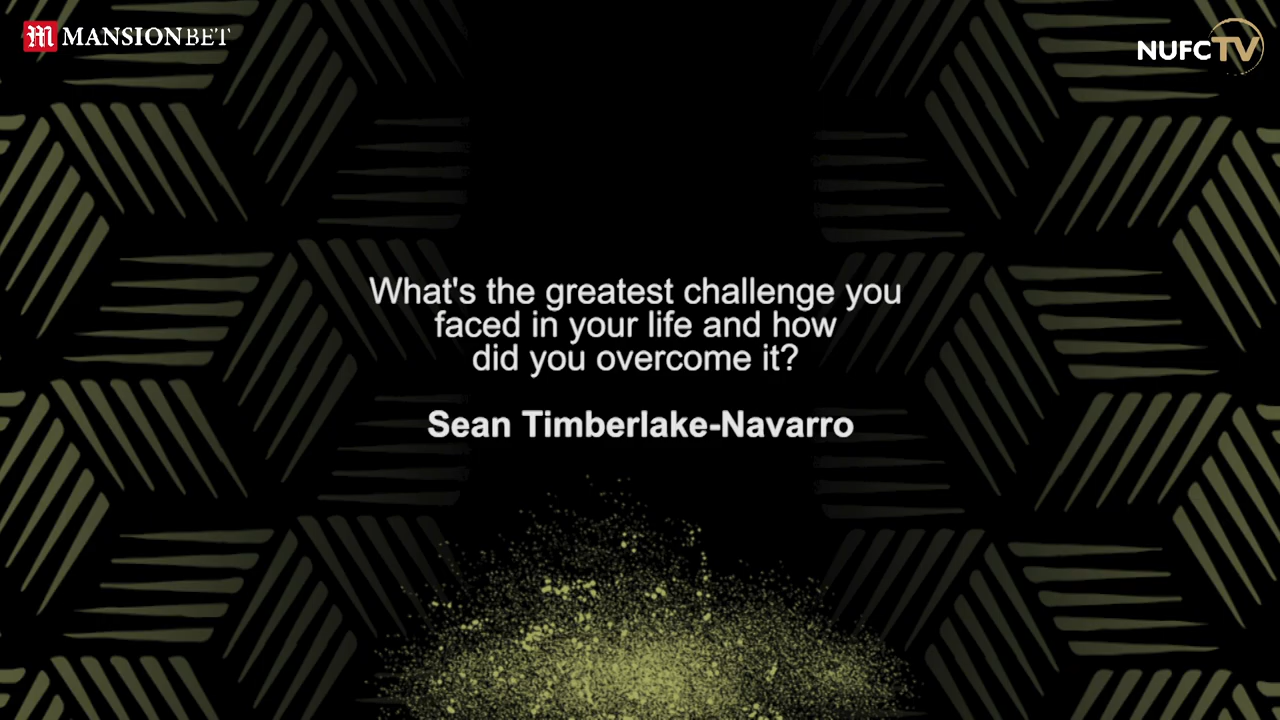 MANSIONBET
NUFCTV
What's the greatest challenge you
faced in your life and how
did you overcome it?
Sean Timberlake-Navarro